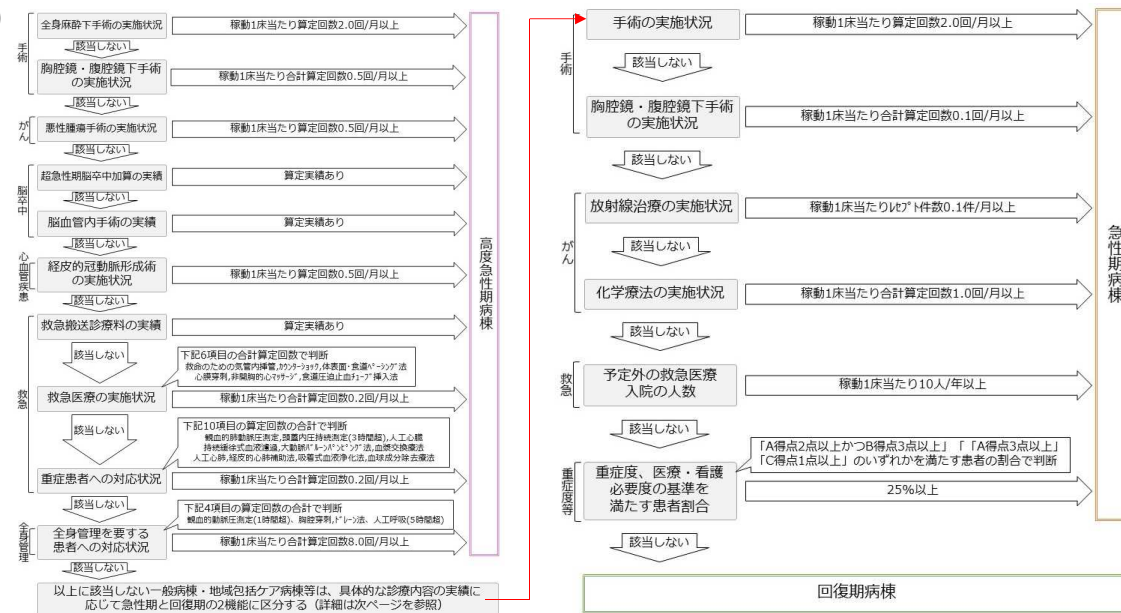 手術
全身麻酔下手術の実施状況
稼動1床当たり算定回数2.0回/月以上
該当しない
胸腔鏡・腹腔鏡下手術
の実施状況
稼動1床当たり合計算定回数0.5回/月以上
該当しない
がん
悪性腫瘍手術の実施状況
稼動1床当たり算定回数0.5回/月以上
該当しない
脳卒中
超急性期脳卒中加算の実績
算定実績あり
該当しない
脳血管内手術の実績
算定実績あり
該当しない
心血管疾患
経皮的冠動脈形成術
の実施状況
稼動1床当たり算定回数0.5回/月以上
該当しない
救急
救急搬送診療料の実績
算定実績あり
該当しない
下記6項目の合計算定回数で判断
救命のための気管内挿管,カウンターショック,体表面・食道ペーシング法
心膜穿刺,非開胸的心マッサージ,食道圧迫止血チューブ挿入法
救急医療の実施状況
稼動1床当たり合計算定回数0.2回/月以上
該当しない
下記10項目の算定回数の合計で判断
観血的肺動脈圧測定,頭蓋内圧持続測定(3時間超),人工心臓
持続緩徐式血液濾過,大動脈バルーンパンピング法,血漿交換療法
人工心肺,経皮的心肺補助法,吸着式血液浄化法,血球成分除去療法
重症患者への対応状況
稼動1床当たり合計算定回数0.2回/月以上
該当しない
下記4項目の算定回数の合計で判断
観血的動脈圧測定(1時間超)、胸腔穿刺,ドレーン法、人工呼吸(5時間超)
全身管理
全身管理を要する
患者への対応状況
稼動1床当たり合計算定回数8.0回/月以上
該当しない
以上に該当しない一般病棟・地域包括ケア病棟等は、具体的な診療内容の実績に
応じて急性期と回復期の2機能に区分する（詳細は次ページを参照）
高度急性期病棟
手術
手術の実施状況
稼動1床当たり算定回数2.0回/月以上
該当しない
胸腔鏡・腹腔鏡下手術
の実施状況
稼動1床当たり合計算定回数0.1回/月以上
該当しない
がん
放射線治療の実施状況
稼動1床当たりﾚｾﾌﾟﾄ件数0.1件/月以上
該当しない
化学療法の実施状況
稼動1床当たり合計算定回数1.0回/月以上
該当しない
救急
予定外の救急医療
入院の人数
稼動1床当たり10人/年以上
該当しない
「A得点2点以上かつB得点3点以上」「「A得点3点以上」
「C得点1点以上」のいずれかを満たす患者の割合で判断
重症度等
重症度、医療・看護
必要度の基準を
満たす患者割合
25%以上
該当しない
急性期病棟
回復期病棟